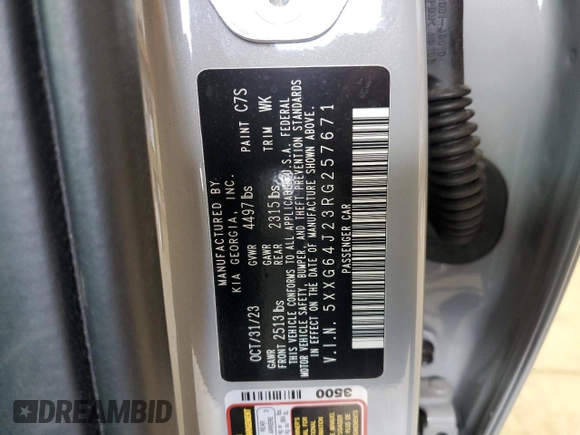 MANUFACTURED BY
KIA GEORGIA, INC.
OCT/31/23 GVWR 4497lbs PAINT C7S
GAWR FRONT 2513lbs GAWR REAR 2315lbs TRIM WK
THIS VEHICLE CONFORMS TO ALL APPLICABLE U.S.A. FEDERAL
MOTOR VEHICLE SAFETY, BUMPER, AND THEFT PREVENTION STANDARDS
IN EFFECT ON THE DATE OF MANUFACTURE SHOWN ABOVE.
V.I.N. 5XXG64J23RG257671
PASSENGER CAR
3500
DREAMBID